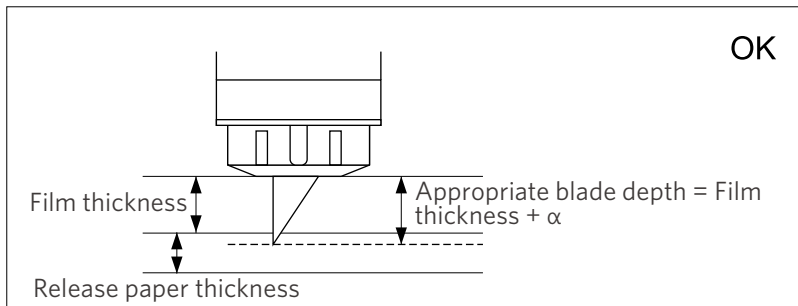 OK
Film thickness
Appropriate blade depth = Film
thickness + α
Release paper thickness